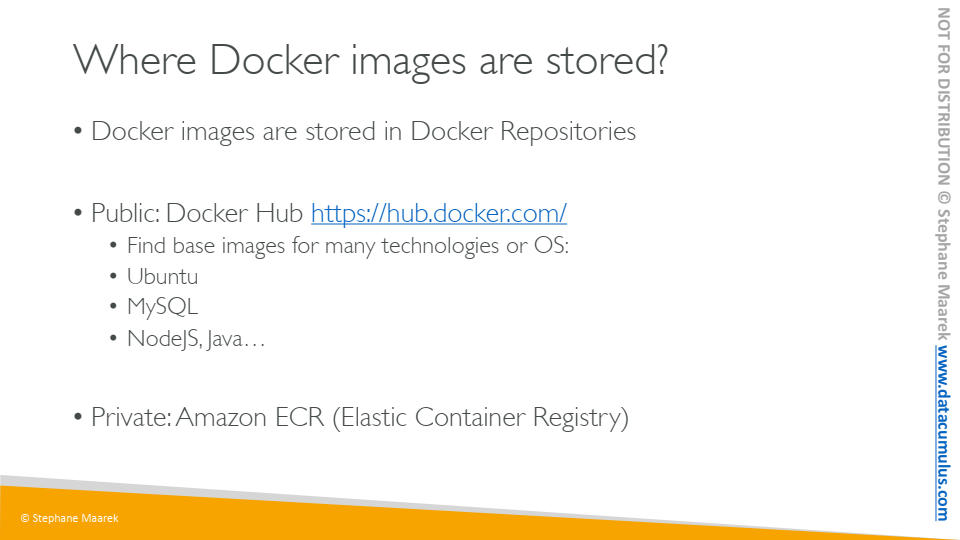 Where Docker images are stored?
• Docker images are stored in Docker Repositories
• Public: Docker Hub https://hub.docker.com/
• Find base images for many technologies or OS:
• Ubuntu
• MySQL
• NodeJS, Java…
• Private: Amazon ECR (Elastic Container Registry)
© Stephane Maarek
NOT FOR DISTRIBUTION © Stephane Maarek www.datacumulus.com